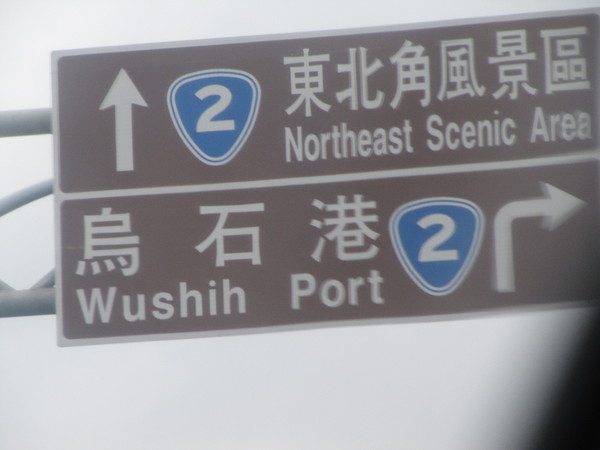 2 東北角風景區
Northeast Scenic Area
烏石港 2
Wushih Port